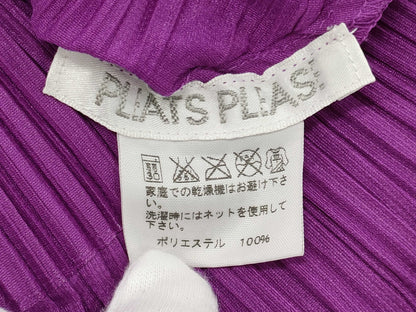 PLEATS PLEASE
家庭での乾燥機はお避け下さ
い。
洗濯時にはネットを使用して
下さい。
ポリエステル 100%